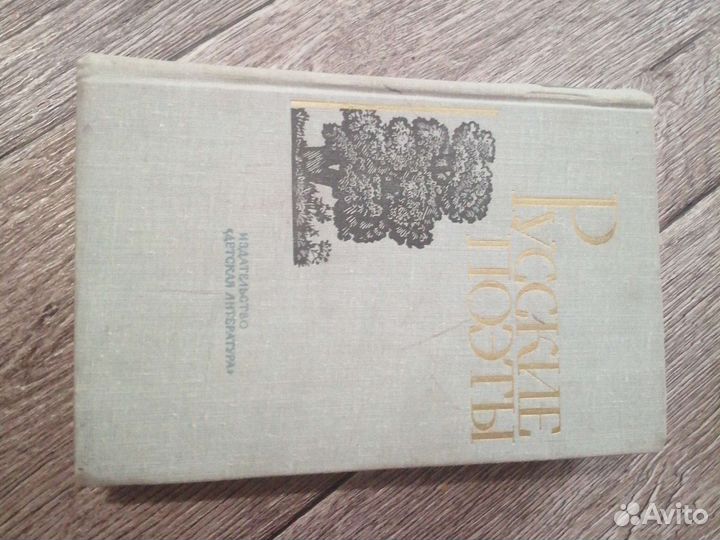 Русские
поэты
Издательство
«Детская литература»
Avito